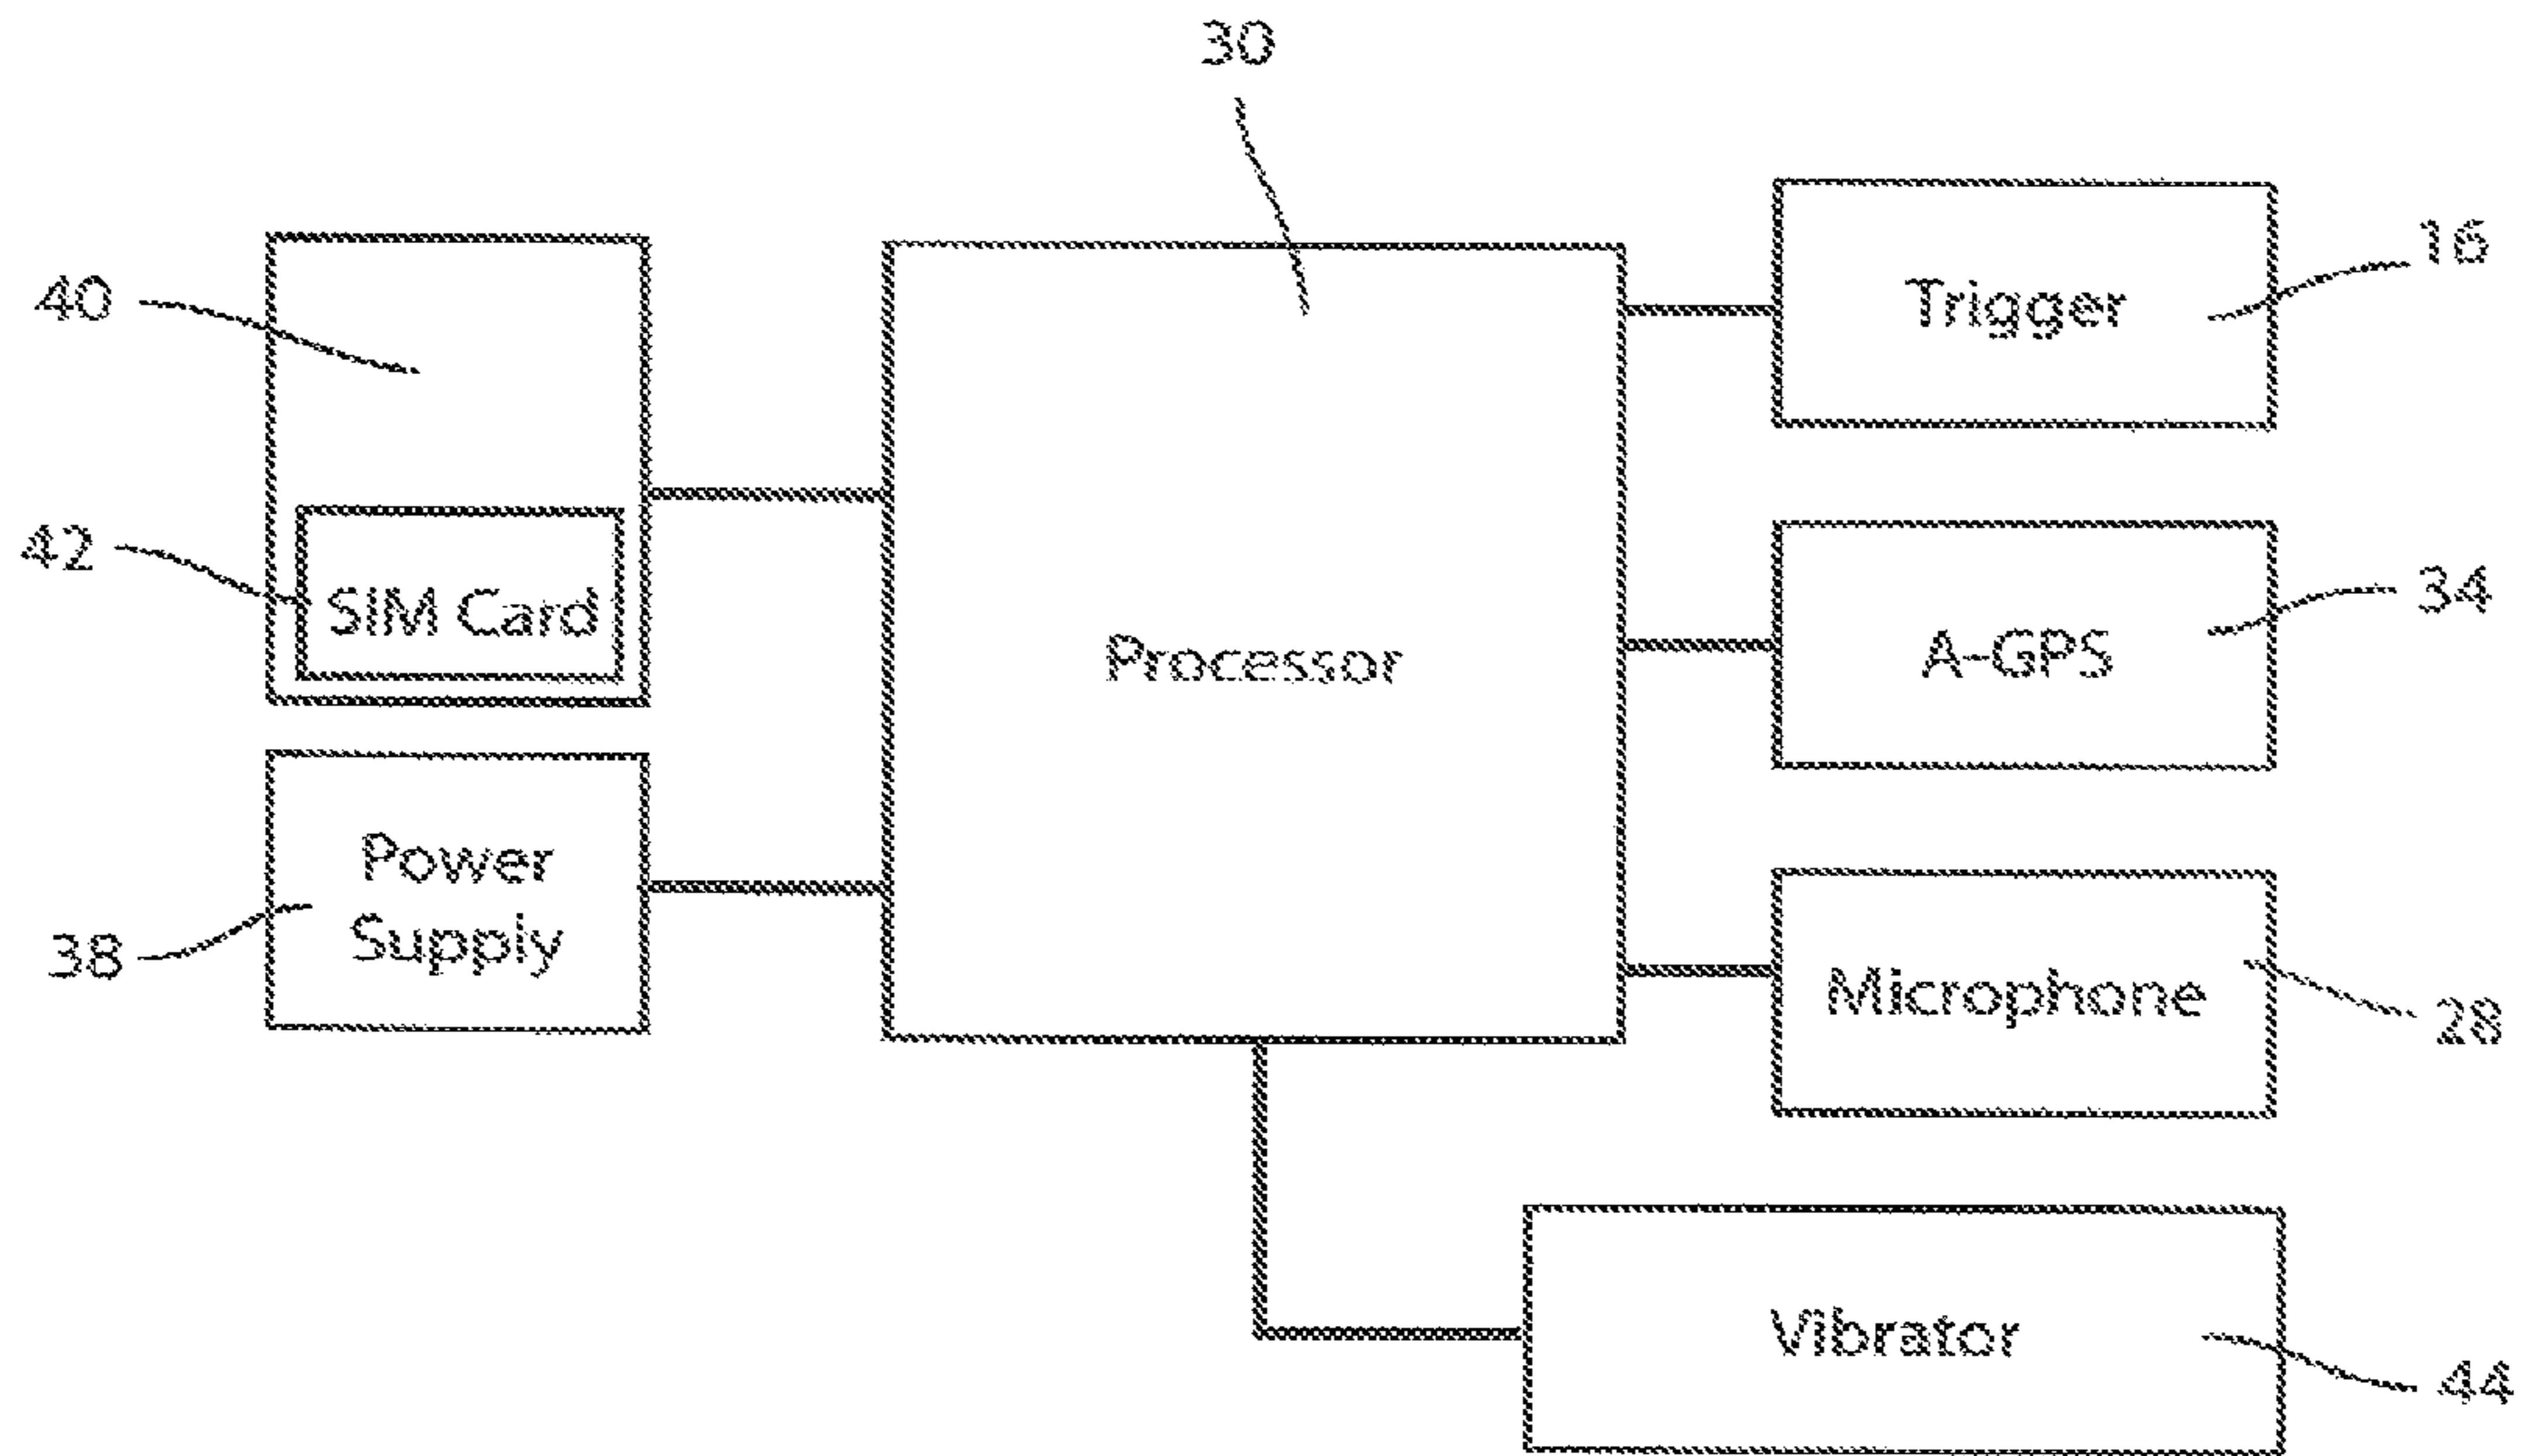 30
Trigger
16
40
42
SIM Card
Processor
A-GPS
34
Power
Supply
38
Microphone
28
Vibrator
44